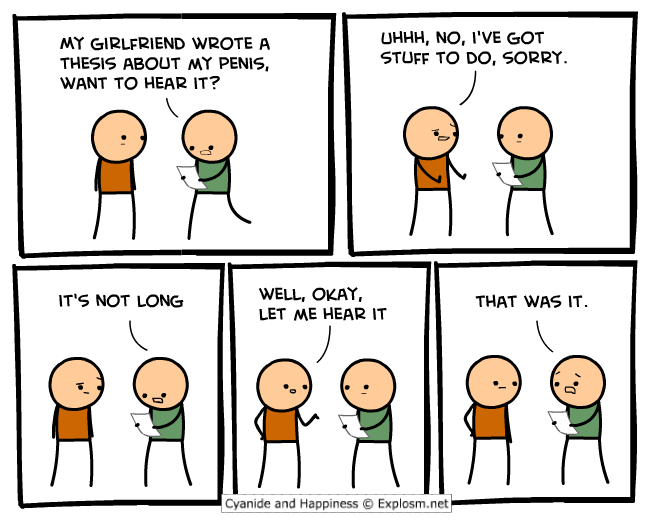 MY GIRLFRIEND WROTE A
THESIS ABOUT MY PENIS,
WANT TO HEAR IT?
UHHH, NO, I'VE GOT
STUFF TO DO, SORRY.
IT'S NOT LONG
WELL, OKAY,
LET ME HEAR IT
THAT WAS IT.
Cyanide and Happiness © Explosm.net